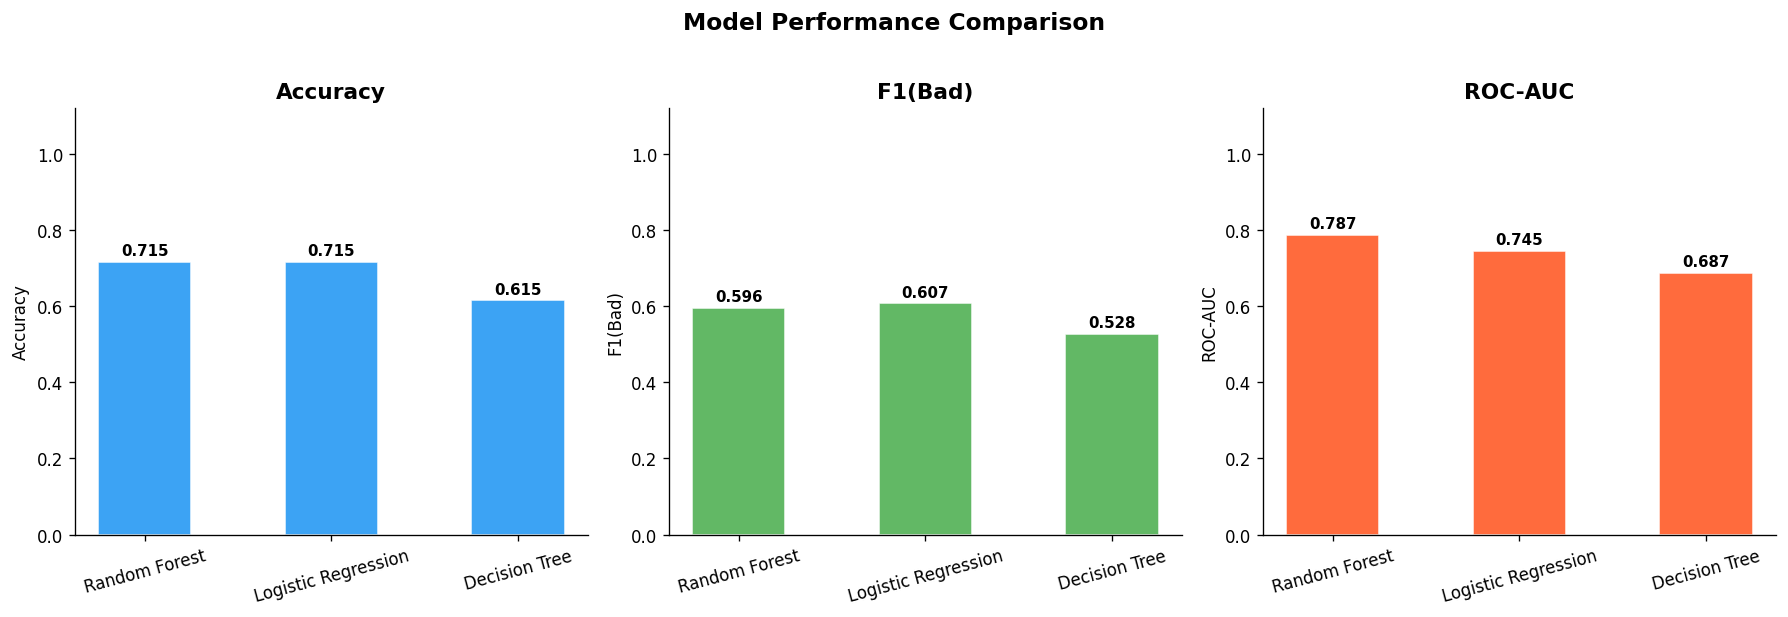 Model Performance Comparison
Accuracy
Accuracy
1.0
0.8
0.6
0.4
0.2
0.0
0.715
0.715
0.615
Random Forest
Logistic Regression
Decision Tree
F1(Bad)
F1(Bad)
1.0
0.8
0.6
0.4
0.2
0.0
0.596
0.607
0.528
Random Forest
Logistic Regression
Decision Tree
ROC-AUC
ROC-AUC
1.0
0.8
0.6
0.4
0.2
0.0
0.787
0.745
0.687
Random Forest
Logistic Regression
Decision Tree